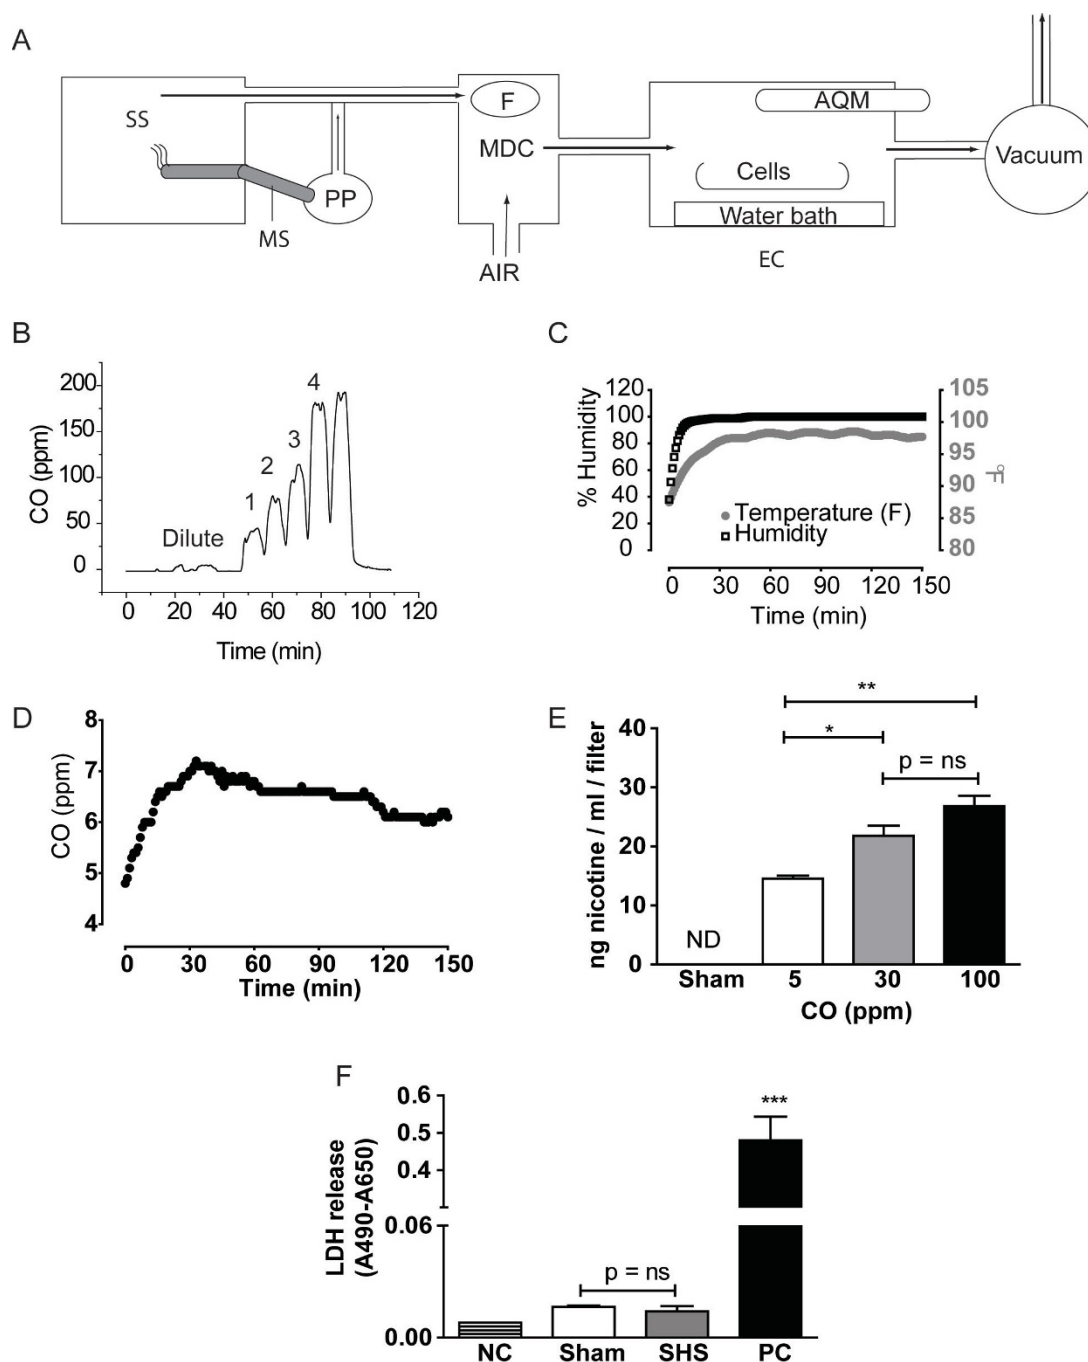 A
SS
F
AQM
MDC
Vacuum
PP
Cells
Water bath
MS
AIR
EC
B
CO (ppm)
200
150
100
50
0
Dilute
1
2
3
4
0 20 40 60 80 100 120
Time (min)
C
% Humidity
120
100
80
60
40
20
0
105
100
95
90
85
80
°F
Temperature (F)
Humidity
0 30 60 90 120 150
Time (min)
D
CO (ppm)
8
7
6
5
4
0 30 60 90 120 150
Time (min)
E
ng nicotine / ml / filter
40
30
20
10
0
**
*
p = ns
ND
Sham 5 30 100
CO (ppm)
F
LDH release
(A490-A650)
0.6
0.5
0.4
0.06
0.00
***
p = ns
NC Sham SHS PC